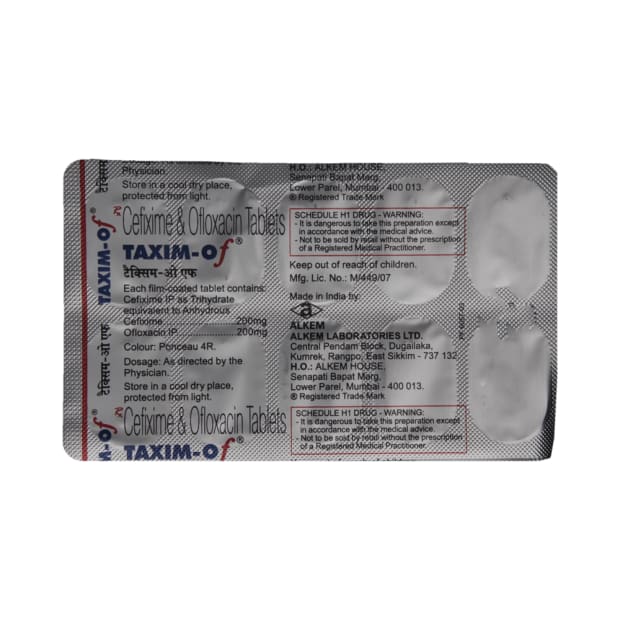 Physician.
Store in a cool dry place,
protected from light.
Rx
Cefixime & Ofloxacin Tablets
TAXIM-Of®
टैक्सिम-ओ एफ
Each film-coated tablet contains:
Cefixime IP as Trihydrate
equivalent to Anhydrous
Cefixime..............................200mg
Ofloxacin IP........................200mg
Colour: Ponceau 4R.
Dosage: As directed by the
Physician.
Store in a cool dry place,
protected from light.
Rx
Cefixime & Ofloxacin Tablets
TAXIM-Of®
H.O.: ALKEM HOUSE,
Senapati Bapat Marg,
Lower Parel, Mumbai - 400 013.
® Registered Trade Mark
SCHEDULE H1 DRUG - WARNING:
- It is dangerous to take this preparation except
in accordance with the medical advice.
- Not to be sold by retail without the prescription
of a Registered Medical Practitioner.
Keep out of reach of children.
Mfg. Lic. No.: M/449/07
Made in India by:
a
ALKEM
ALKEM LABORATORIES LTD.
Central Pendam Block, Dugalakha,
Kumrek, Rangpo, East Sikkim - 737 132
H.O.: ALKEM HOUSE,
Senapati Bapat Marg,
Lower Parel, Mumbai - 400 013.
® Registered Trade Mark
SCHEDULE H1 DRUG - WARNING:
- It is dangerous to take this preparation except
in accordance with the medical advice.
- Not to be sold by retail without the prescription
of a Registered Medical Practitioner.
टैक्सिम
TAXIM-Of®
टैक्सिम-ओ एफ
M-Of®